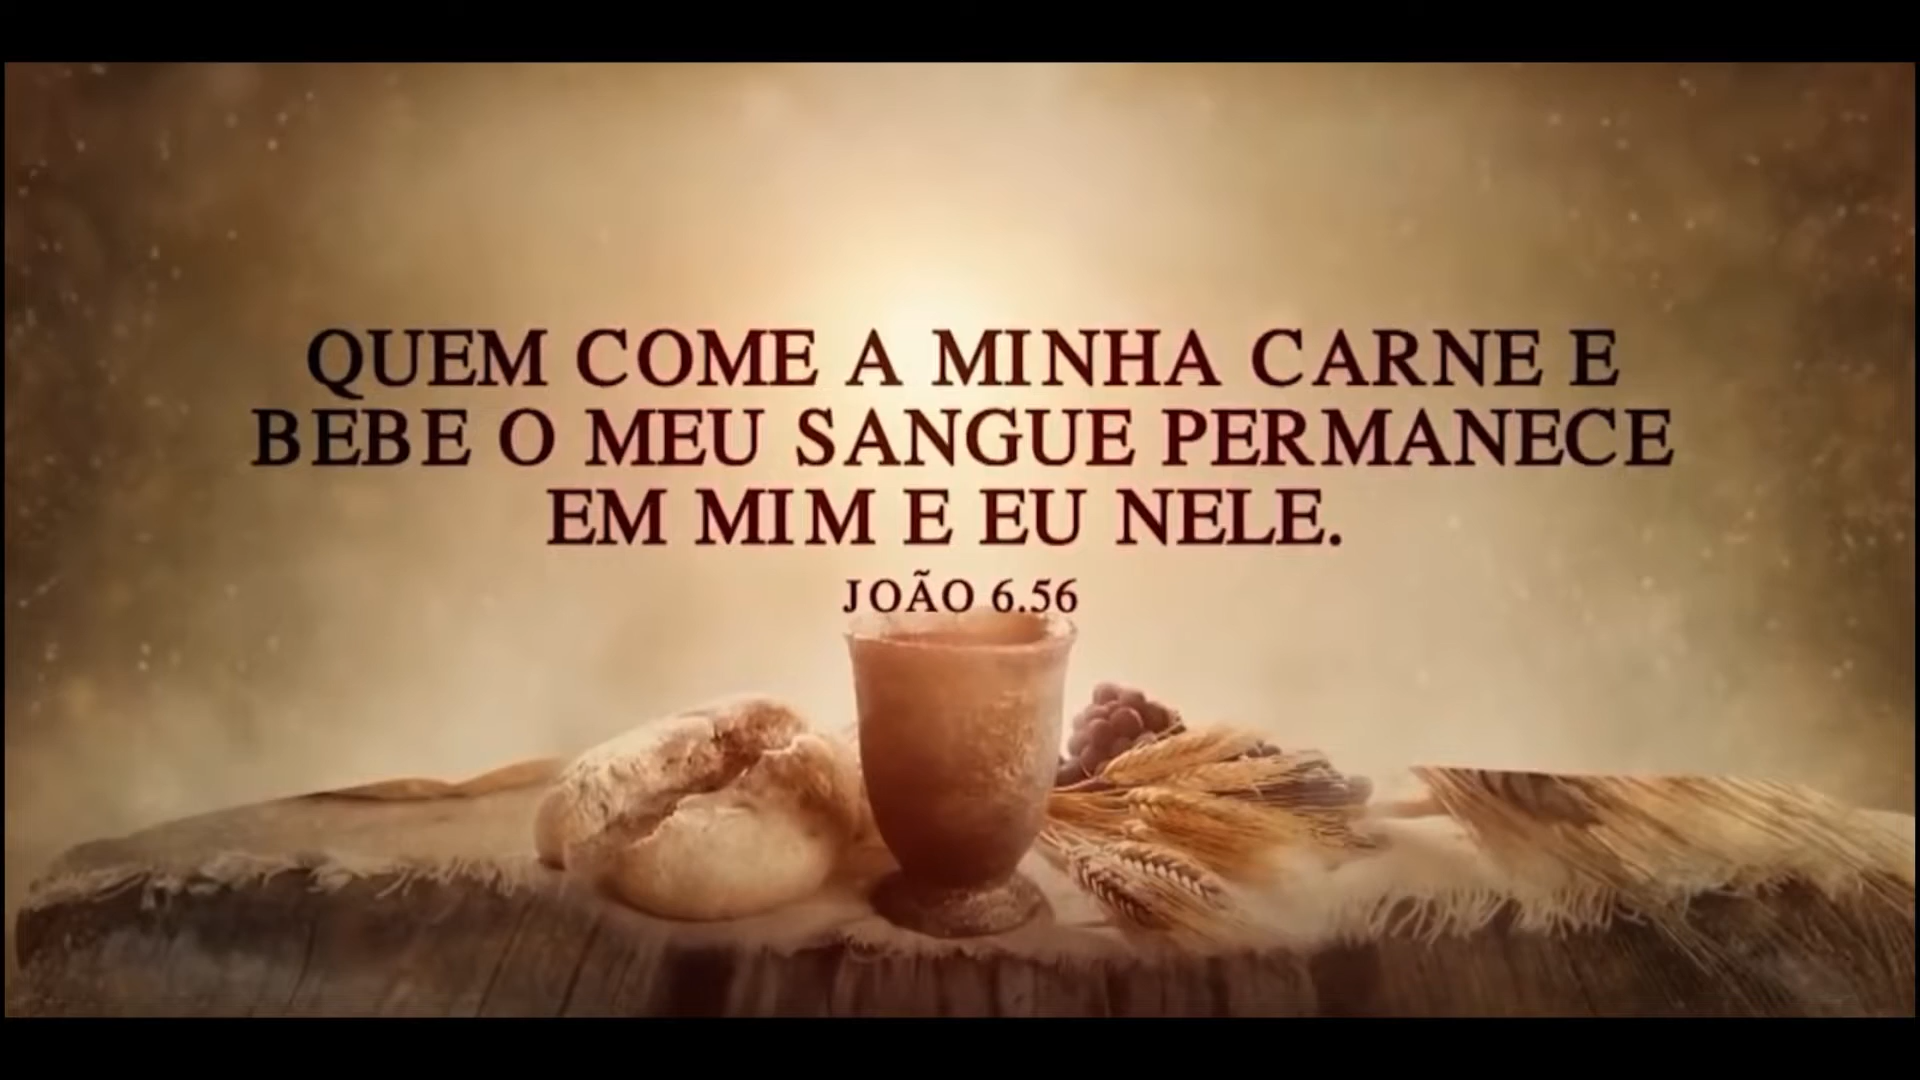 QUEM COME A MINHA CARNE E
BEBE O MEU SANGUE PERMANECE
EM MIM E EU NELE.
JOÃO 6.56